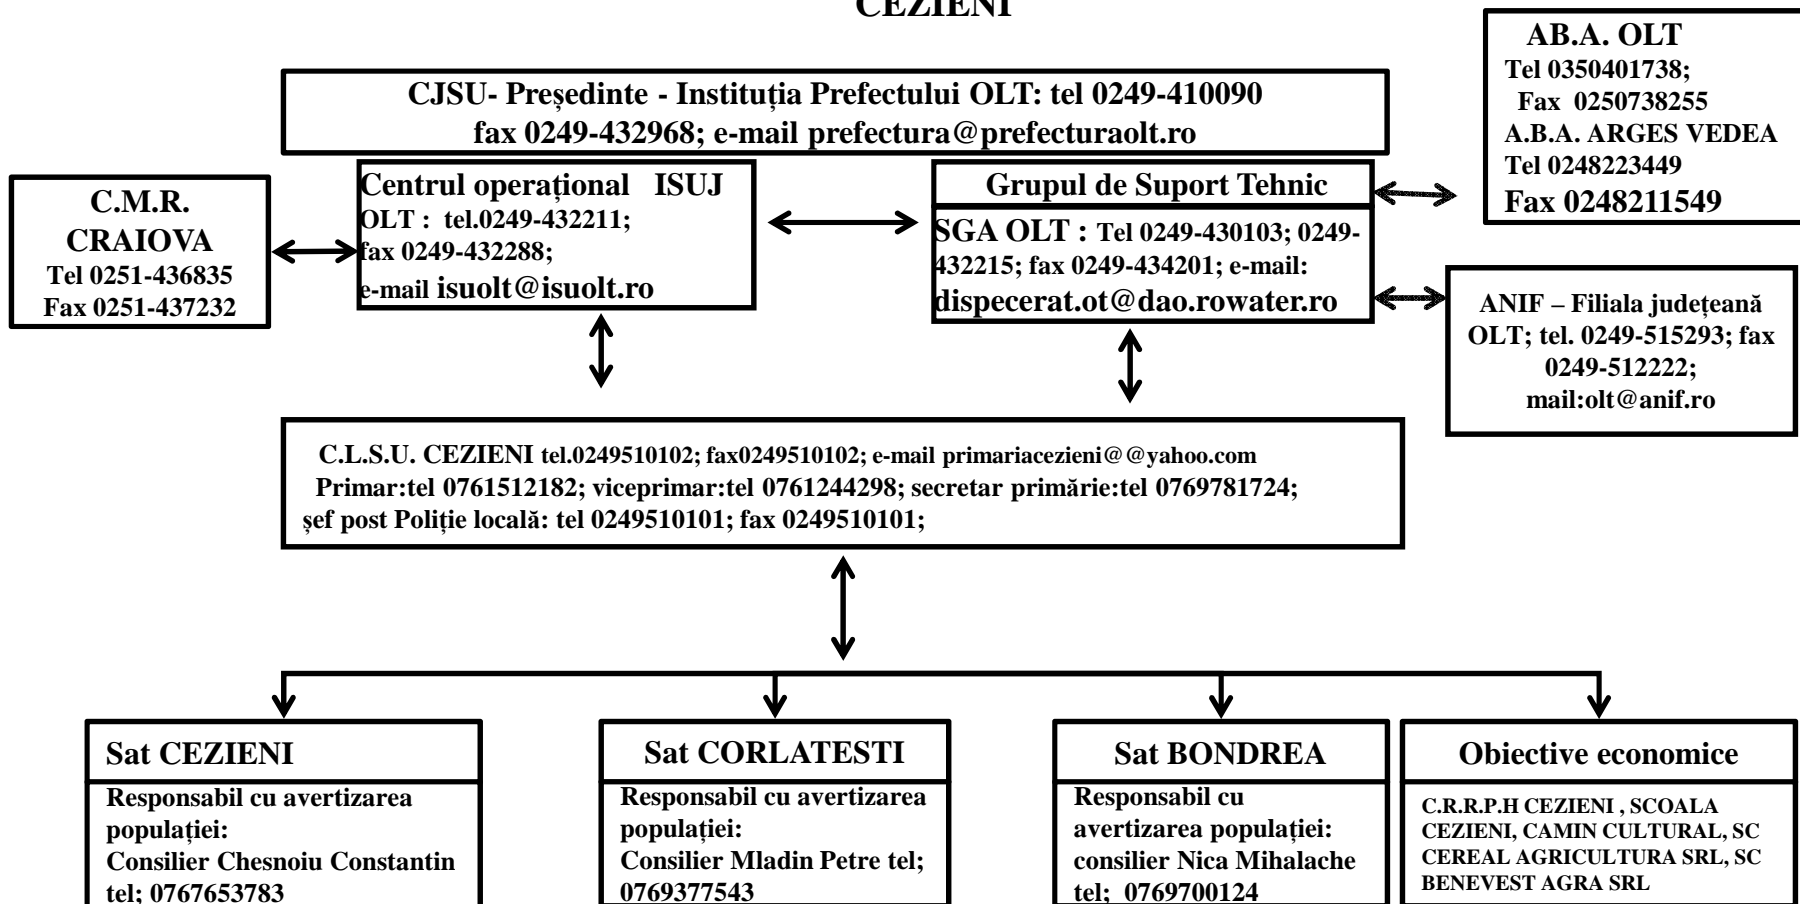 CEZIENI
AB.A. OLT
Tel 0350401738;
Fax 0250738255
A.B.A. ARGES VEDEA
Tel 0248223449
Fax 0248211549
CJSU- Președinte - Instituția Prefectului OLT: tel 0249-410090
fax 0249-432968; e-mail prefectura@prefecturaolt.ro
C.M.R.
CRAIOVA
Tel 0251-436835
Fax 0251-437232
Centrul operațional ISUJ
OLT : tel.0249-432211;
fax 0249-432288;
e-mail isuolt@isuolt.ro
Grupul de Suport Tehnic
SGA OLT : Tel 0249-430103; 0249-
432215; fax 0249-434201; e-mail:
dispecerat.ot@dao.rowater.ro
ANIF – Filiala județeană
OLT; tel. 0249-515293; fax
0249-512222;
mail:olt@anif.ro
C.L.S.U. CEZIENI tel.0249510102; fax0249510102; e-mail primariacezieni@@yahoo.com
Primar:tel 0761512182; viceprimar:tel 0761244298; secretar primărie:tel 0769781724;
șef post Poliție locală: tel 0249510101; fax 0249510101;
Sat CEZIENI
Responsabil cu avertizarea
populației:
Consilier Chesnoiu Constantin
tel; 0767653783
Sat CORLATESTI
Responsabil cu avertizarea
populației:
Consilier Mladin Petre tel;
0769377543
Sat BONDREA
Responsabil cu
avertizarea populației:
consilier Nica Mihalache
tel; 0769700124
Obiective economice
C.R.R.P.H CEZIENI , SCOALA
CEZIENI, CAMIN CULTURAL, SC
CEREAL AGRICULTURA SRL, SC
BENEVEST AGRA SRL